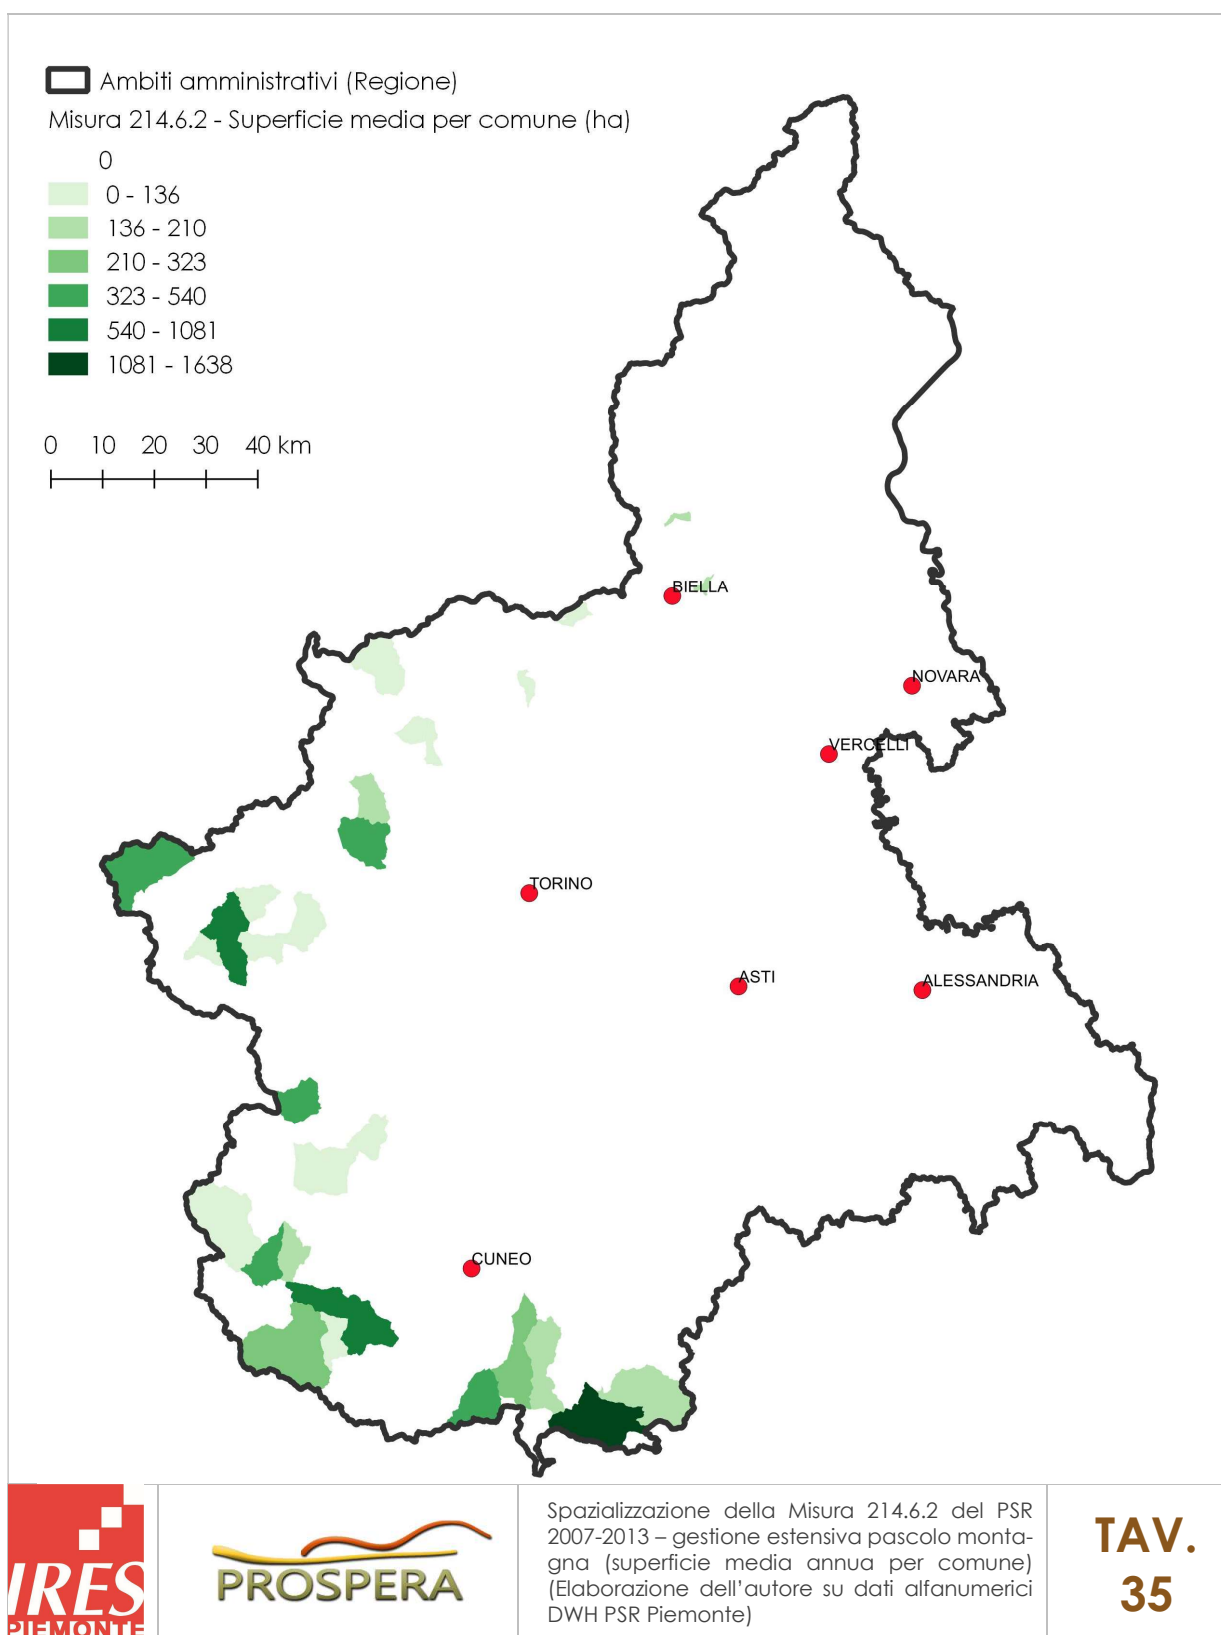 Ambiti amministrativi (Regione)
Misura 214.6.2 - Superficie media per comune (ha)
0
0 - 136
136 - 210
210 - 323
323 - 540
540 - 1081
1081 - 1638
0 10 20 30 40 km
BIELLA
NOVARA
VERCELLI
TORINO
ASTI
ALESSANDRIA
CUNEO
IRES
PIEMONTE
PROSPERA
Spazializzazione della Misura 214.6.2 del PSR
2007-2013 – gestione estensiva pascolo monta-
gna (superficie media annua per comune)
(Elaborazione dell'autore su dati alfanumerici
DWH PSR Piemonte)
TAV.
35